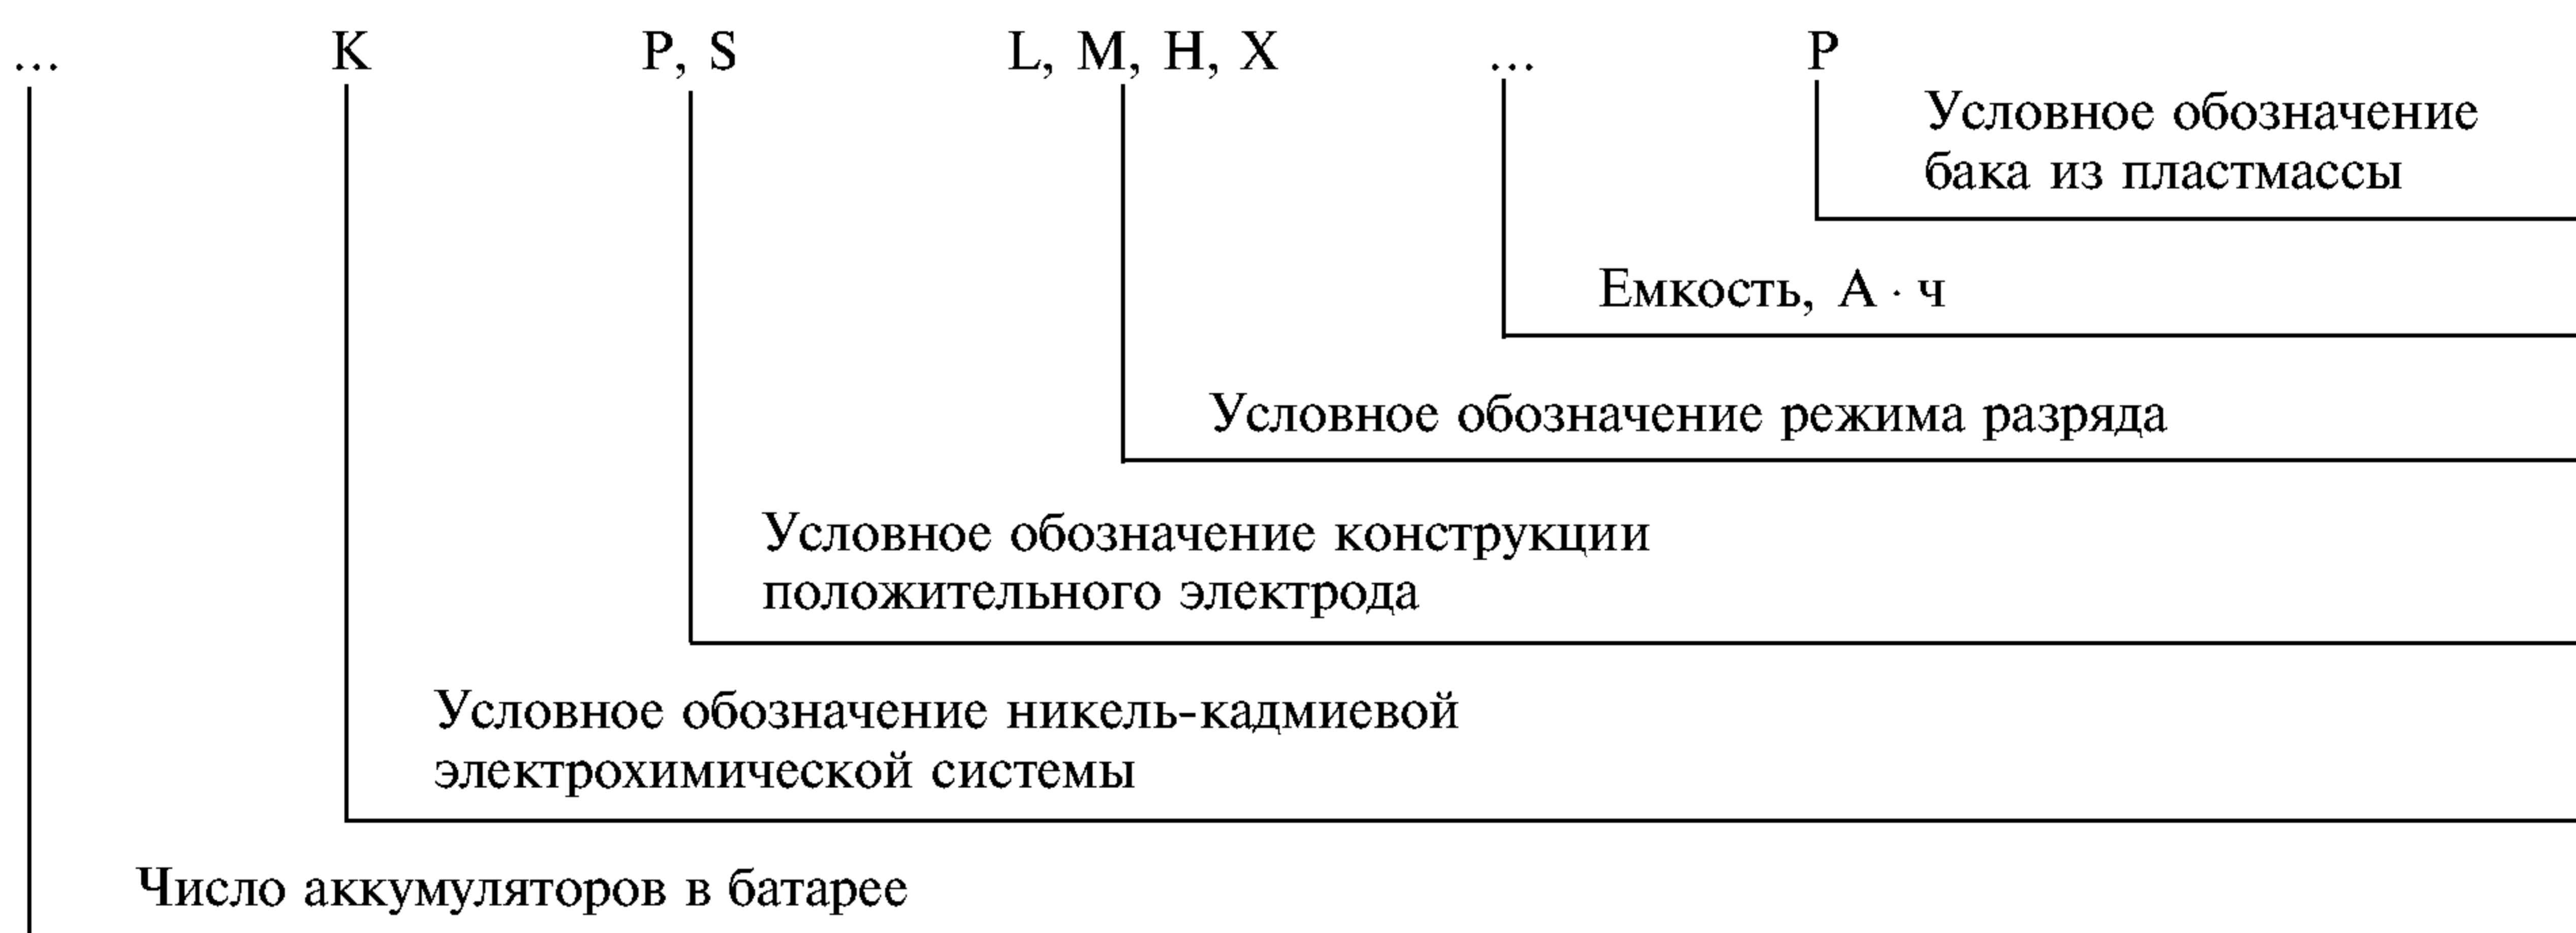 ... K P, S L, M, H, X ... P
Условное обозначение
бака из пластмассы
Емкость, А · ч
Условное обозначение режима разряда
Условное обозначение конструкции
положительного электрода
Условное обозначение никель-кадмиевой
электрохимической системы
Число аккумуляторов в батарее